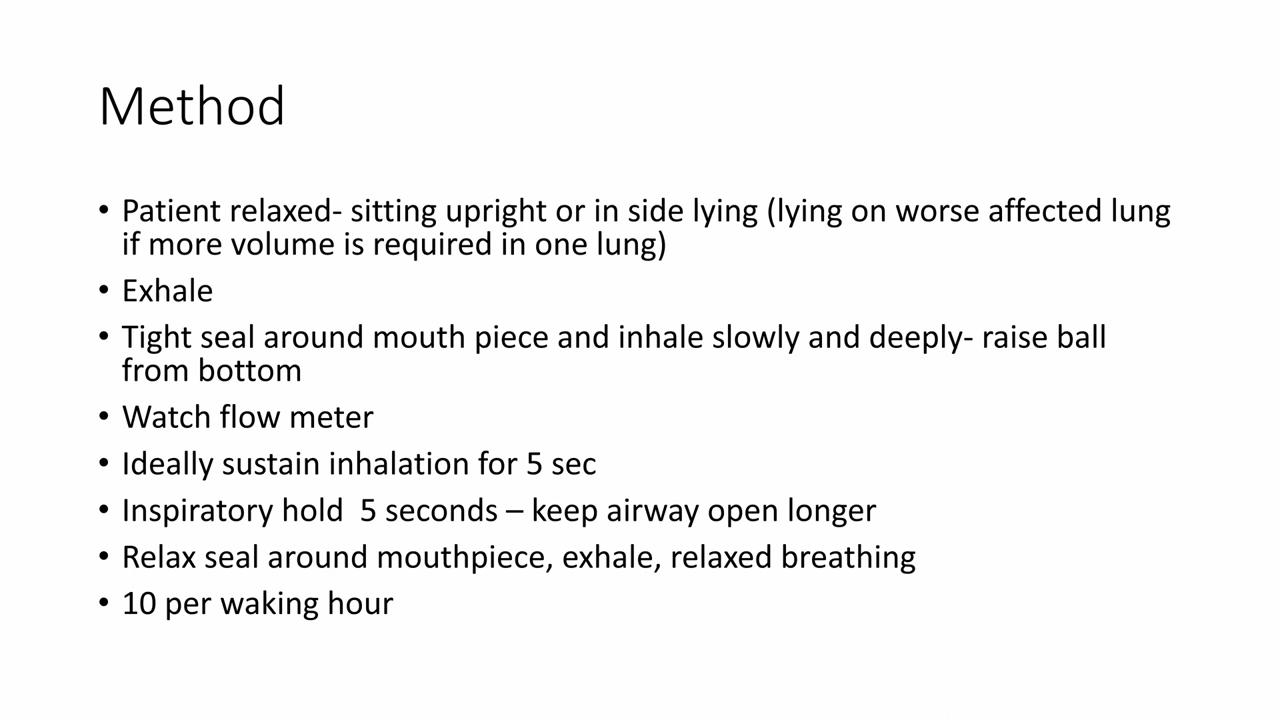 Method
• Patient relaxed- sitting upright or in side lying (lying on worse affected lung
if more volume is required in one lung)
• Exhale
• Tight seal around mouth piece and inhale slowly and deeply- raise ball
from bottom
• Watch flow meter
• Ideally sustain inhalation for 5 sec
• Inspiratory hold  5 seconds – keep airway open longer
• Relax seal around mouthpiece, exhale, relaxed breathing
• 10 per waking hour